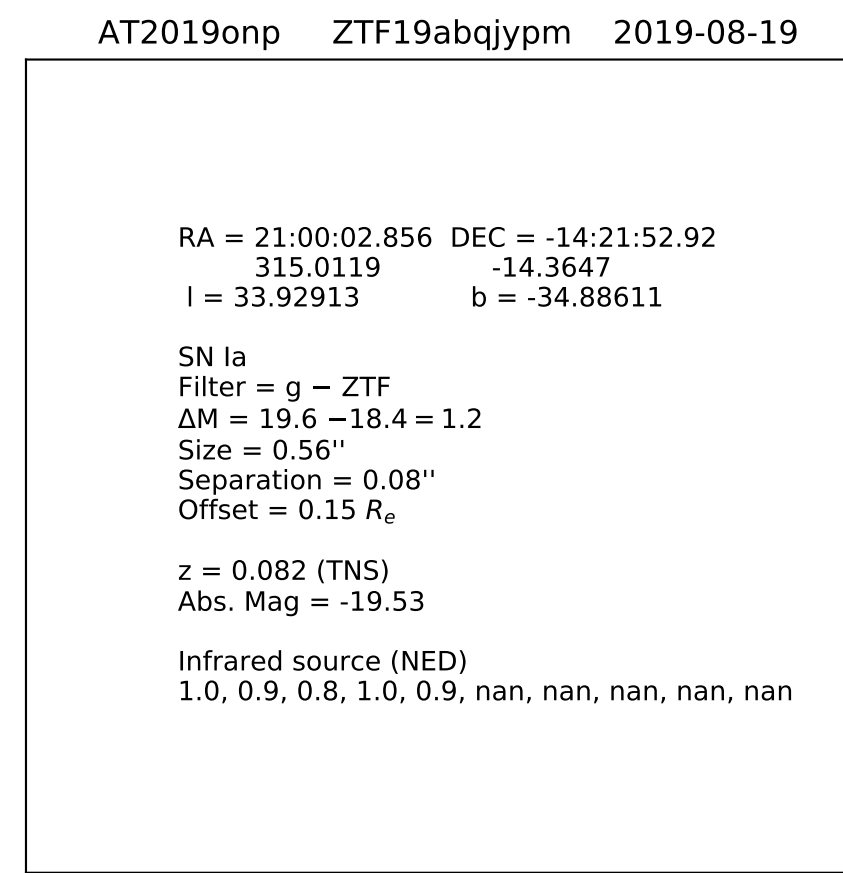 AT2019onp ZTF19abqjypm 2019-08-19
RA = 21:00:02.856 DEC = -14:21:52.92
315.0119 -14.3647
l = 33.92913 b = -34.88611
SN Ia
Filter = g − ZTF
ΔM = 19.6 −18.4 = 1.2
Size = 0.56''
Separation = 0.08''
Offset = 0.15 Rₑ
z = 0.082 (TNS)
Abs. Mag = -19.53
Infrared source (NED)
1.0, 0.9, 0.8, 1.0, 0.9, nan, nan, nan, nan, nan